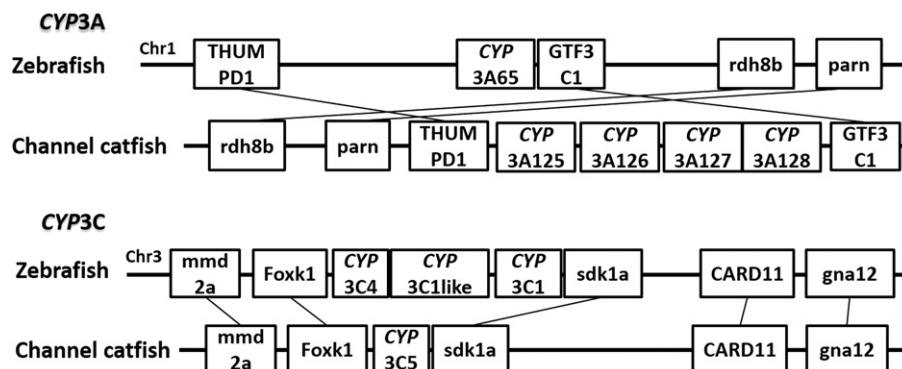 CYP3A
Chr1
Zebrafish
THUM
PD1
CYP
3A65
GTF3
C1
rdh8b
parn
Channel catfish
rdh8b
parn
THUM
PD1
CYP
3A125
CYP
3A126
CYP
3A127
CYP
3A128
GTF3
C1
CYP3C
Chr3
Zebrafish
mmd
2a
Foxk1
CYP
3C4
CYP
3C1like
CYP
3C1
sdk1a
CARD11
gna12
Channel catfish
mmd
2a
Foxk1
CYP
3C5
sdk1a
CARD11
gna12